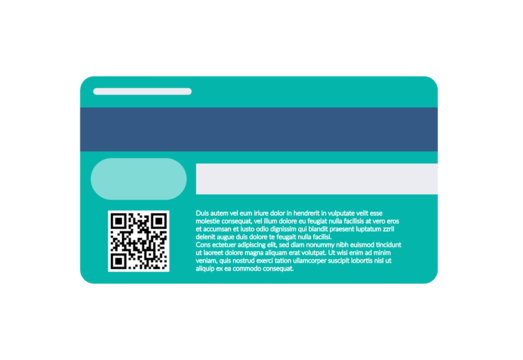 Duis autem vel eum iriure dolor in hendrerit in vulputate velit esse
molestie consequat, vel illum dolore eu feugiat nulla facilisis at vero eros
et accumsan et iusto odio dignissim qui blandit praesent luptatum zzril
delenit augue duis dolore te feugait nulla facilisi.
Cons ectetuer adipiscing elit, sed diam nonummy nibh euismod tincidunt
ut laoreet dolore magna aliquam erat volutpat. Ut wisi enim ad minim
veniam, quis nostrud exerci tation ullamcorper suscipit lobortis nisl ut
aliquip ex ea commodo consequat.